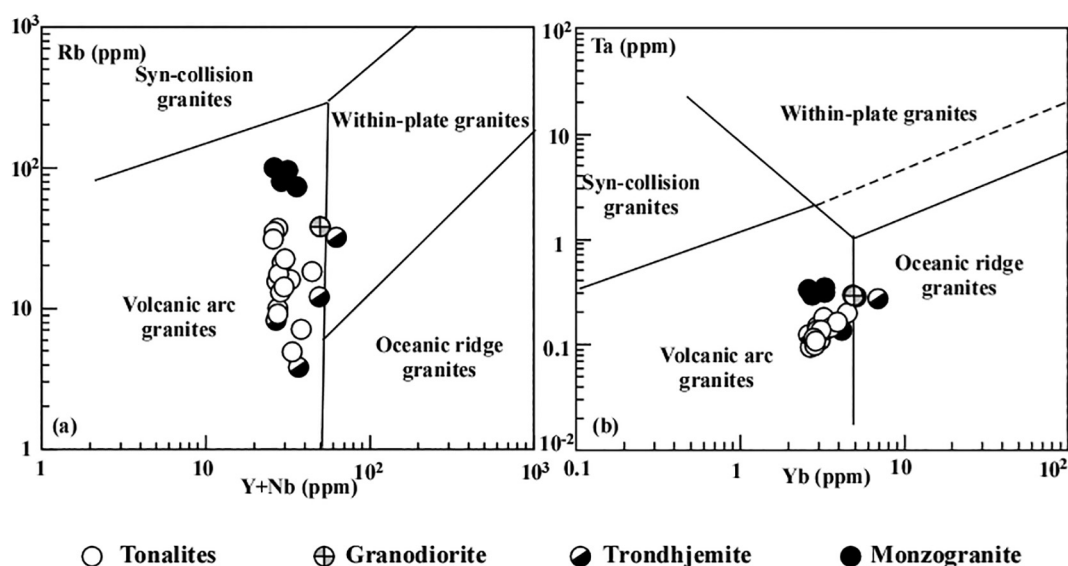 10³
Rb (ppm)
Syn-collision
granites
Within-plate granites
10²
Volcanic arc
granites
10
Oceanic ridge
granites
(a)
1
1
10
10²
10³
Y+Nb (ppm)
10²
Ta (ppm)
Within-plate granites
10
Syn-collision
granites
1
Oceanic ridge
granites
0.1
Volcanic arc
granites
(b)
10⁻²
0.1
1
10
10²
Yb (ppm)
Tonalites
Granodiorite
Trondhjemite
Monzogranite